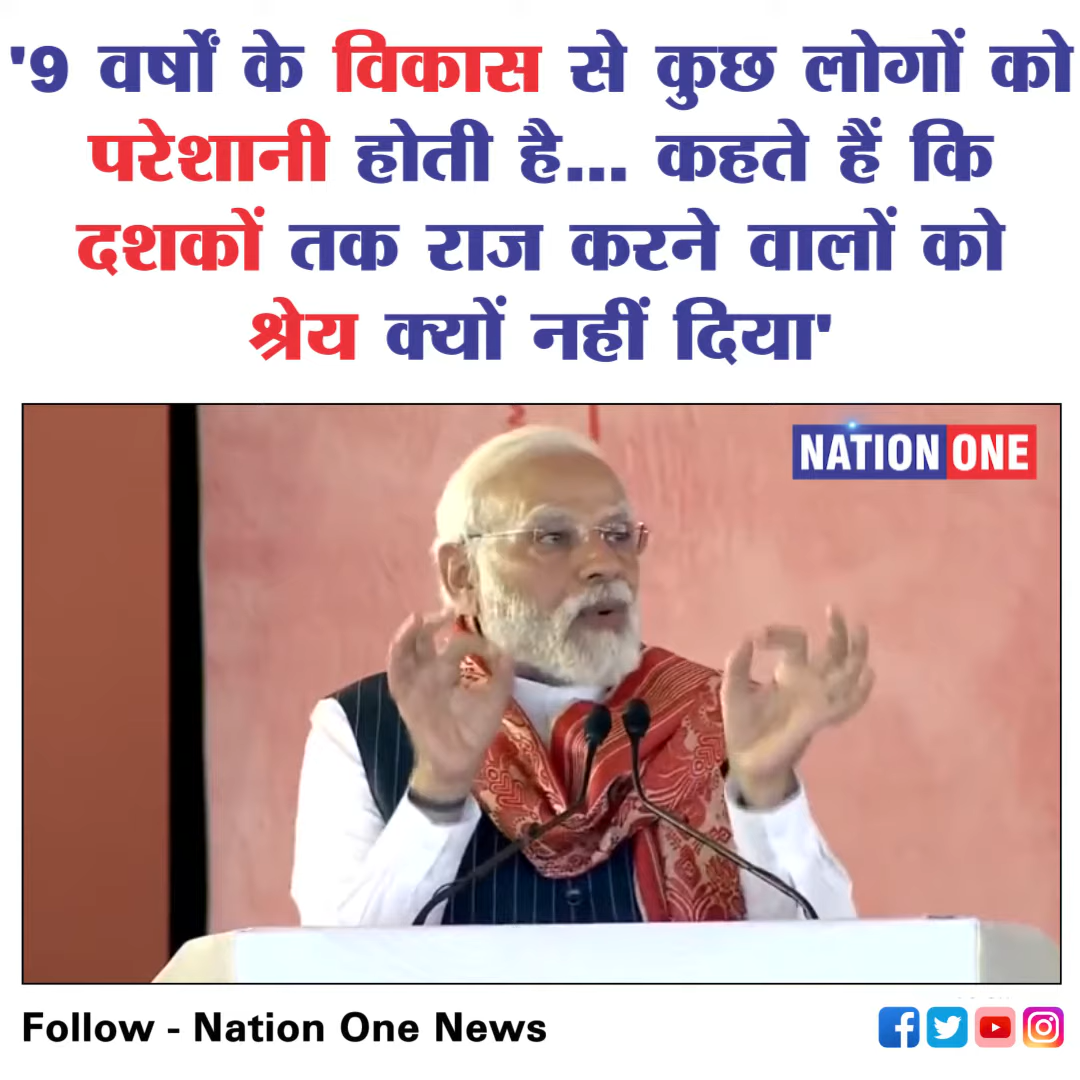 '9 वर्षों के विकास से कुछ लोगों को
परेशानी होती है... कहते हैं कि
दशकों तक राज करने वालों को
श्रेय क्यों नहीं दिया'
NATION ONE
Follow - Nation One News